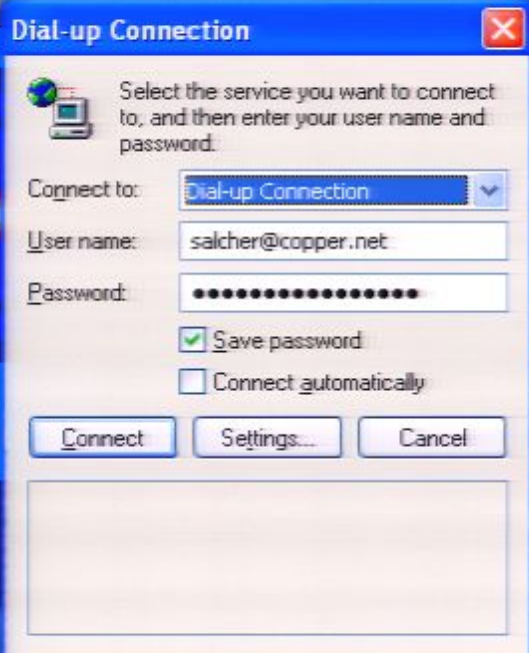 Dial-up Connection
Select the service you want to connect
to, and then enter your user name and
password.
Connect to: Dial-up Connection
User name: salcher@copper.net
Password: ●●●●●●●●●●●●●●●●
Save password
Connect automatically
Connect Settings... Cancel